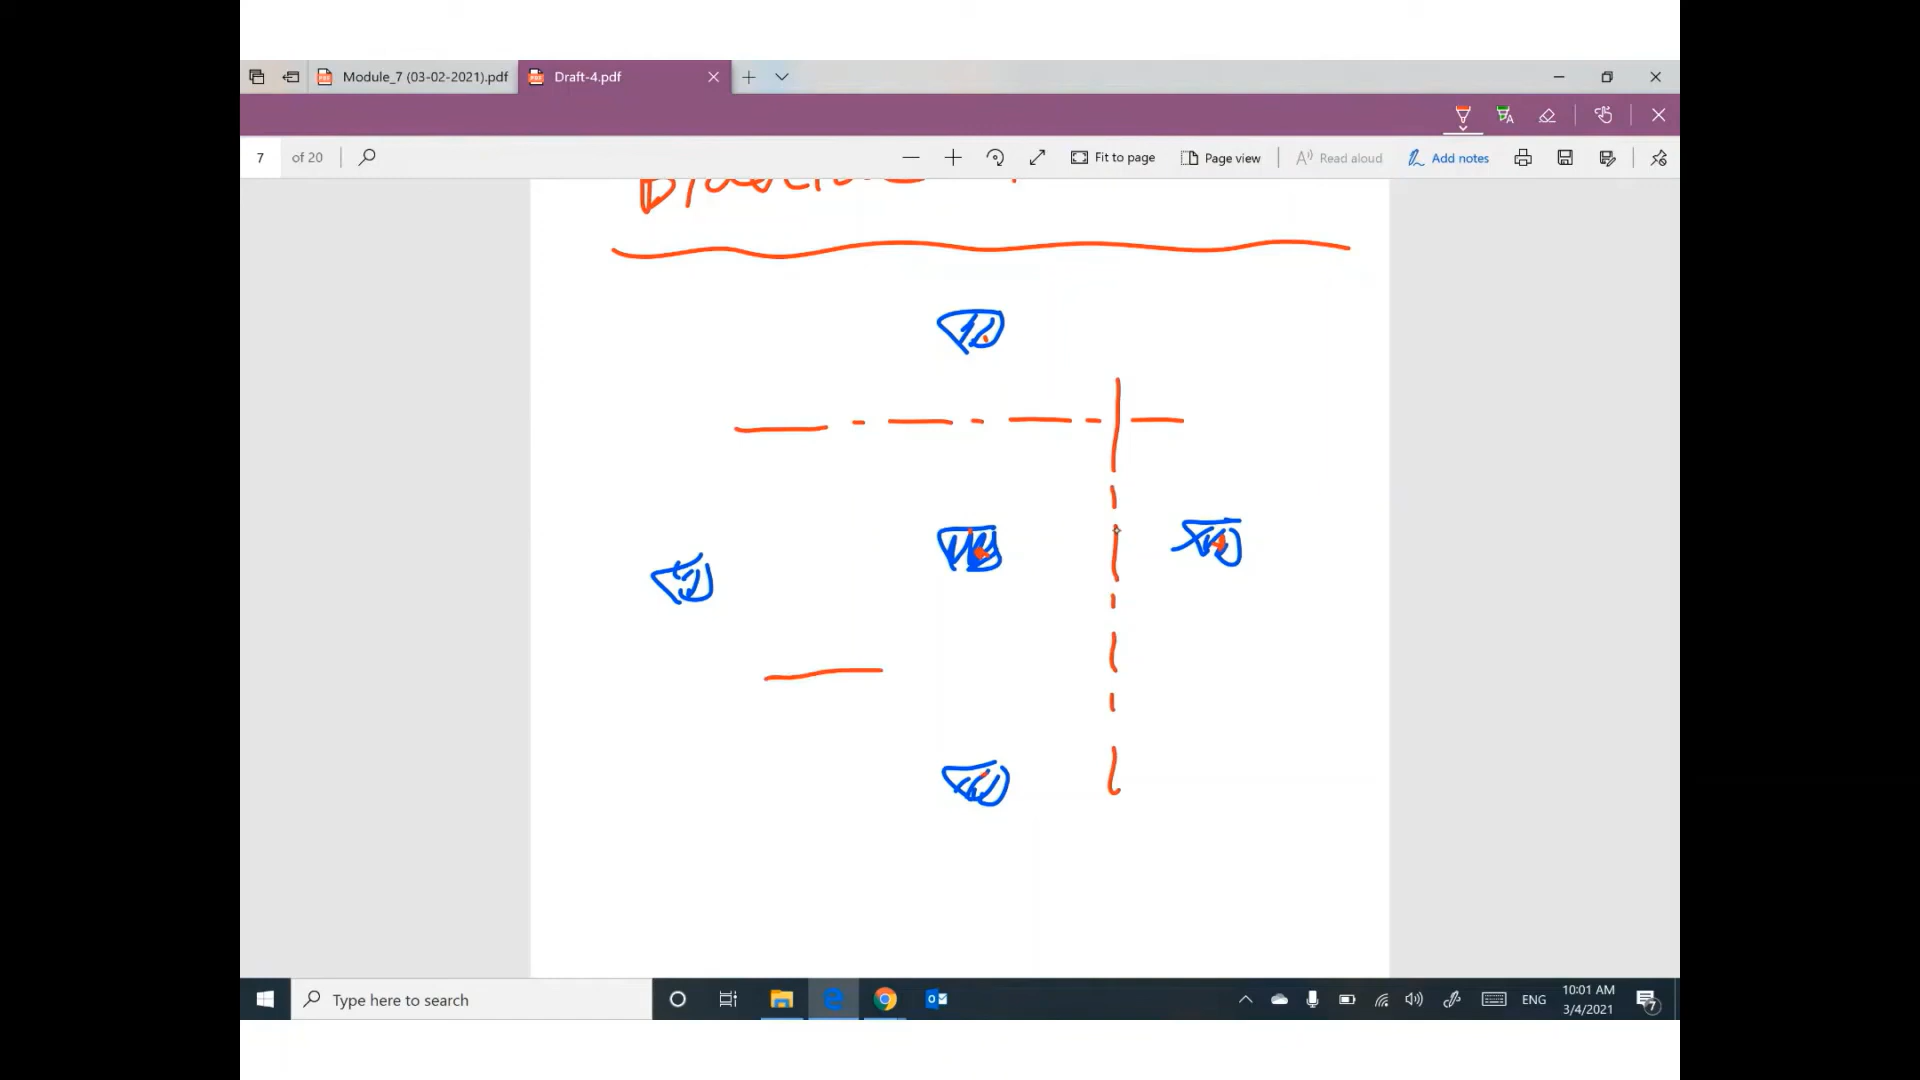 Module_7 (03-02-2021).pdf Draft-4.pdf
7 of 20 Fit to page Page view Read aloud Add notes
Type here to search
ENG 10:01 AM
3/4/2021
7